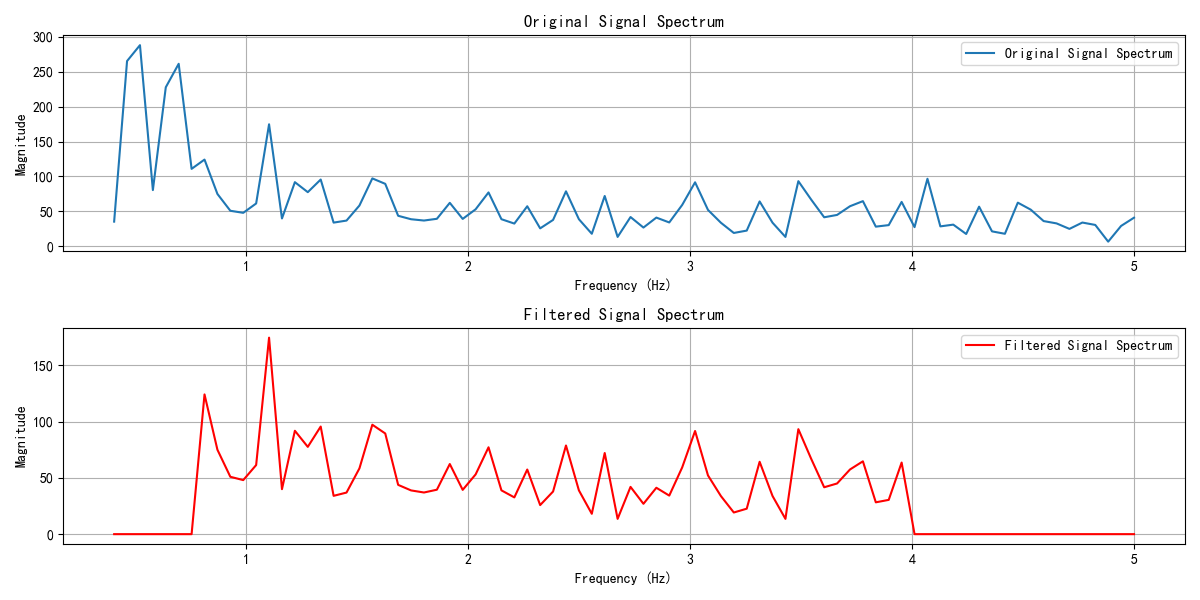 Original Signal Spectrum
300
250
200
150
100
50
0
Magnitude
Original Signal Spectrum
1 2 3 4 5
Frequency (Hz)
Filtered Signal Spectrum
150
100
50
0
Magnitude
Filtered Signal Spectrum
1 2 3 4 5
Frequency (Hz)